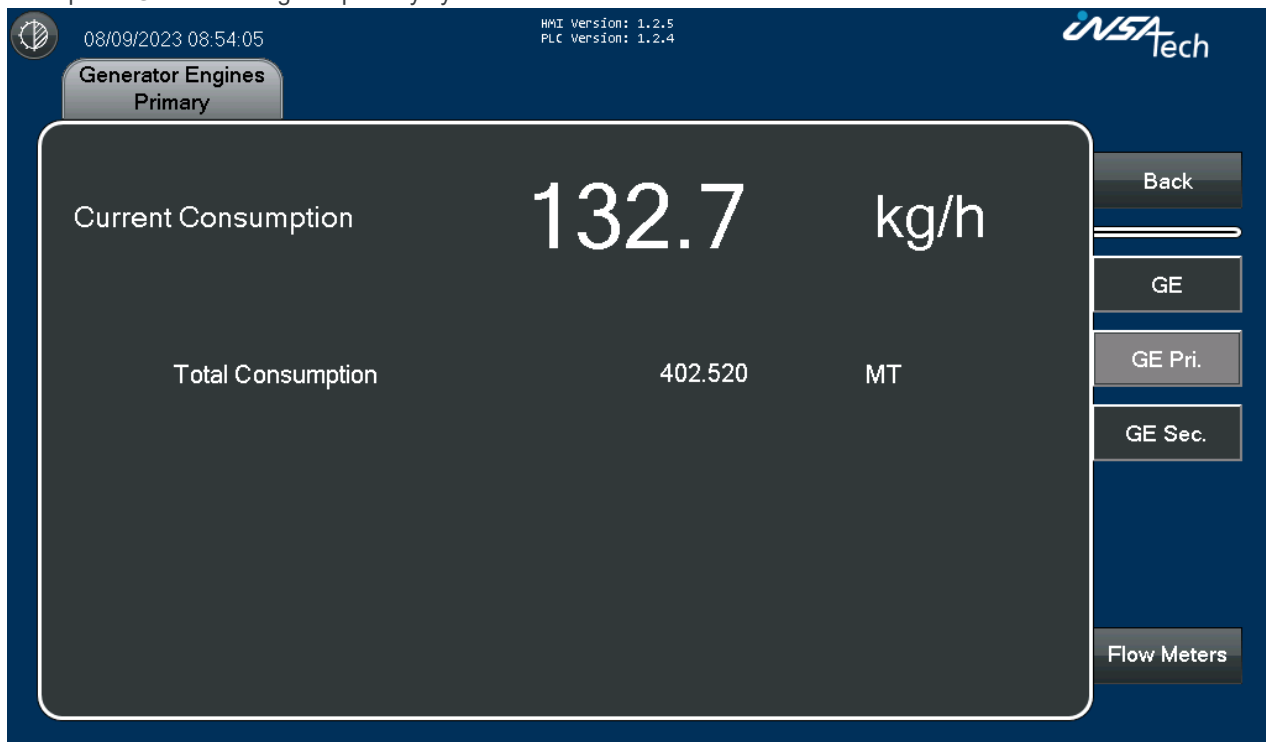 08/09/2023 08:54:05
HMI Version: 1.2.5
PLC Version: 1.2.4
iNSATech
Generator Engines
Primary
Current Consumption 132.7 kg/h
Total Consumption 402.520 MT
Back
GE
GE Pri.
GE Sec.
Flow Meters